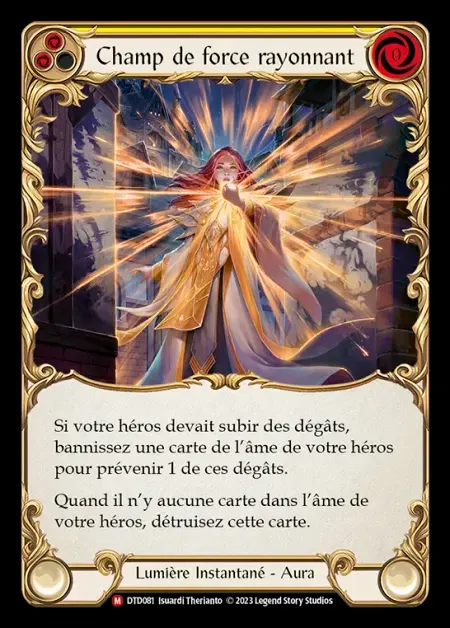 Champ de force rayonnant
0
Si votre héros devait subir des dégâts,
bannissez une carte de l'âme de votre héros
pour prévenir 1 de ces dégâts.
Quand il n'y aucune carte dans l'âme de
votre héros, détruisez cette carte.
Lumière Instantané - Aura
M DTD081 Isuardi Therianto © 2023 Legend Story Studios